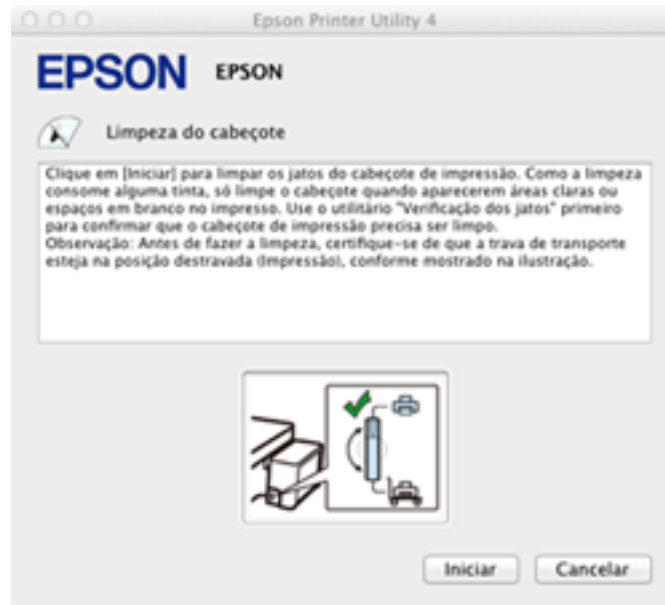 Epson Printer Utility 4
EPSON EPSON
Limpeza do cabeçote
Clique em [Iniciar] para limpar os jatos do cabeçote de impressão. Como a limpeza
consome alguma tinta, só limpe o cabeçote quando aparecerem áreas claras ou
espaços em branco no impresso. Use o utilitário "Verificação dos jatos" primeiro
para confirmar que o cabeçote de impressão precisa ser limpo.
Observação: Antes de fazer a limpeza, certifique-se de que a trava de transporte
esteja na posição destravada (Impressão), conforme mostrado na ilustração.
Iniciar Cancelar